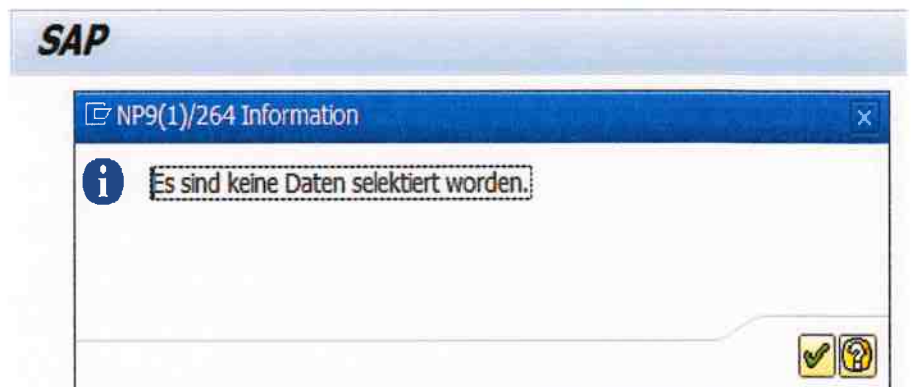 SAP
NP9(1)/264 Information
Es sind keine Daten selektiert worden.